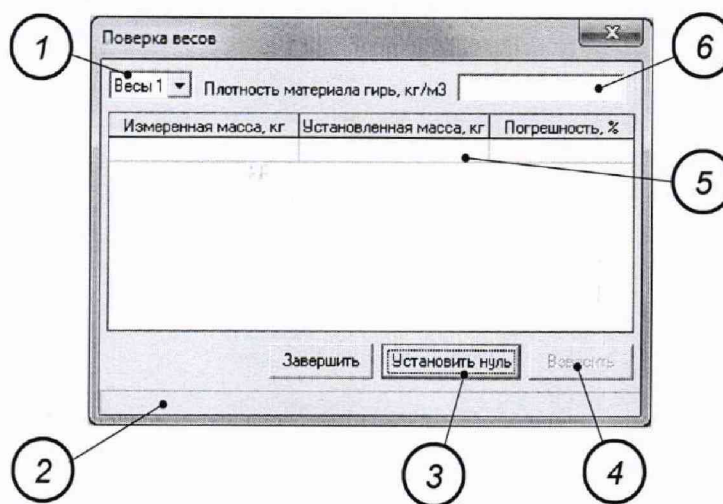 1
6
Поверка весов
Весы 1
Плотность материала гирь, кг/м3
Измеренная масса, кг
Установленная масса, кг
Погрешность, %
5
Завершить
Установить нуль
Взвесить
2
3
4